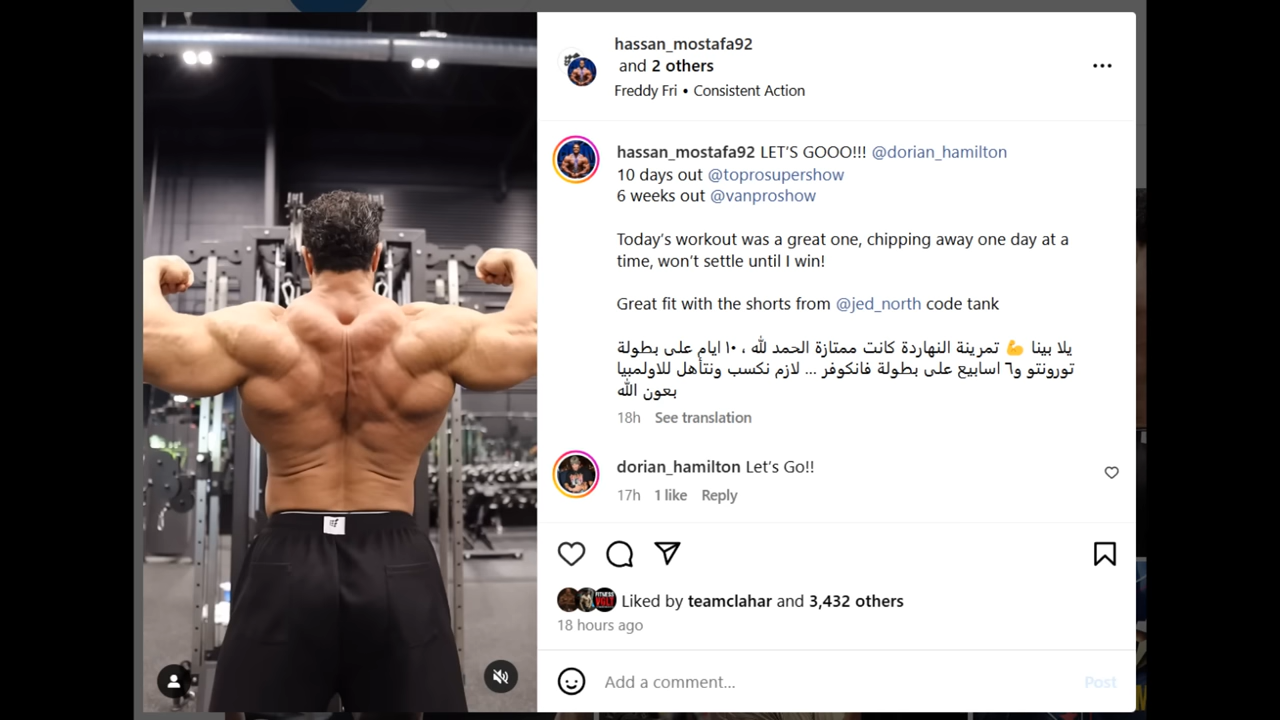 hassan_mostafa92
and 2 others
Freddy Fri • Consistent Action
hassan_mostafa92 LET'S GOOO!!! @dorian_hamilton
10 days out @toprosupershow
6 weeks out @vanproshow
Today's workout was a great one, chipping away one day at a
time, won't settle until I win!
Great fit with the shorts from @jed_north code tank
يلا بينا 💪 تمرينة النهاردة كانت ممتازة الحمد لله ، ١٠ ايام على بطولة
تورونتو و٦ اسابيع على بطولة فانكوفر ... لازم نكسب ونتأهل للاولمبيا
بعون الله
18h See translation
dorian_hamilton Let's Go!!
17h 1 like Reply
Liked by teamclahar and 3,432 others
18 hours ago
Add a comment...
Post